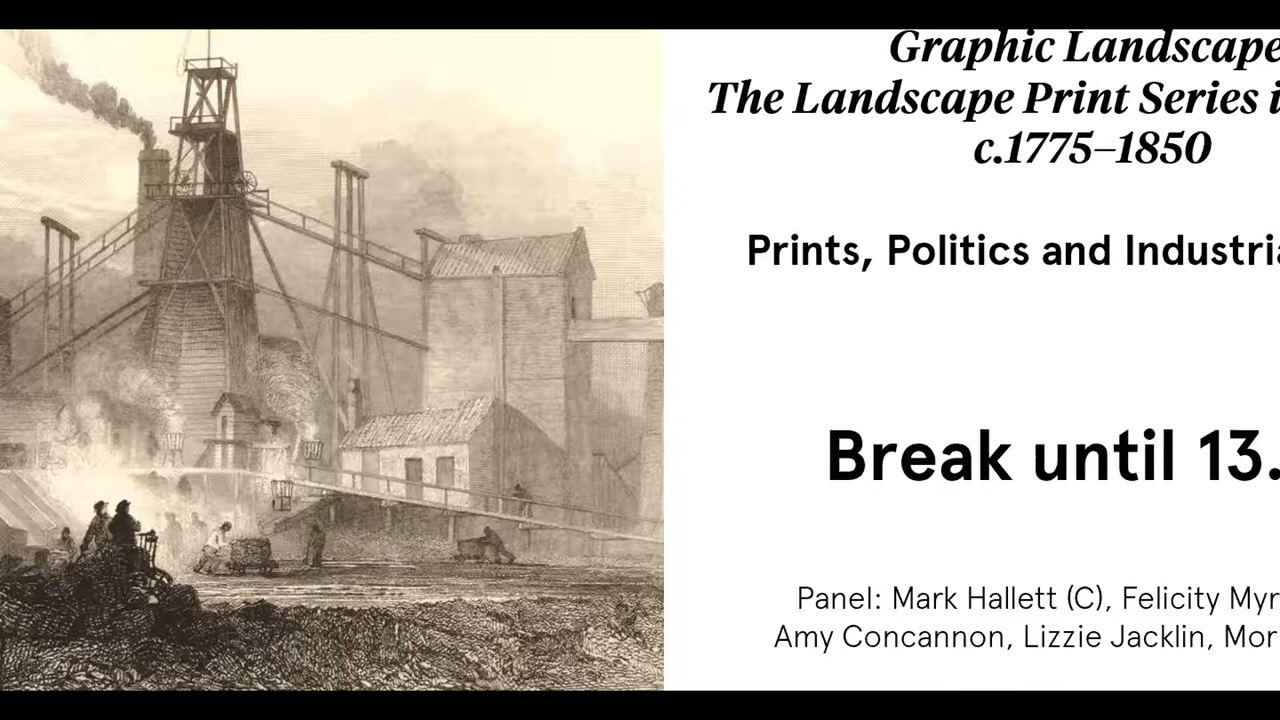 Graphic Landscape
The Landscape Print Series i
c.1775–1850
Prints, Politics and Industria
Break until 13.
Panel: Mark Hallett (C), Felicity Myr
Amy Concannon, Lizzie Jacklin, Mor